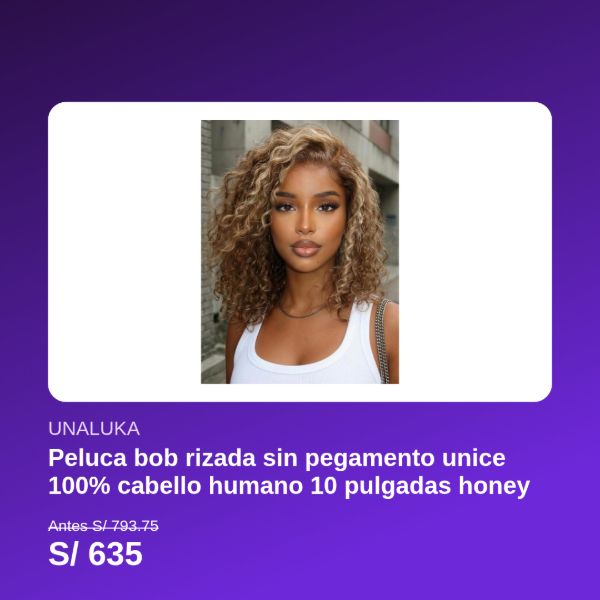 UNALUKA
Peluca bob rizada sin pegamento unice
100% cabello humano 10 pulgadas honey
Antes S/ 793.75
S/ 635